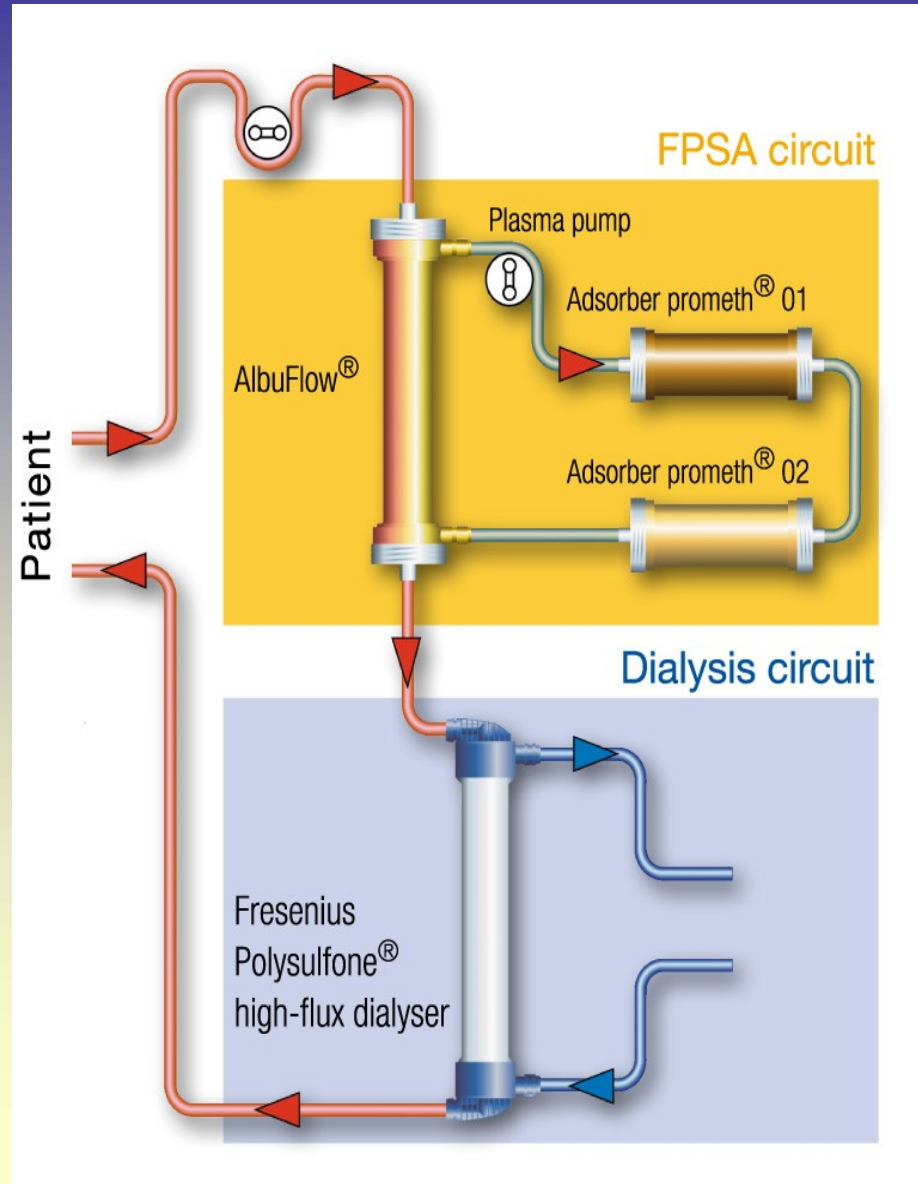 FPSA circuit
Plasma pump
Adsorber prometh® 01
AlbuFlow®
Adsorber prometh® 02
Patient
Dialysis circuit
Fresenius
Polysulfone®
high-flux dialyser